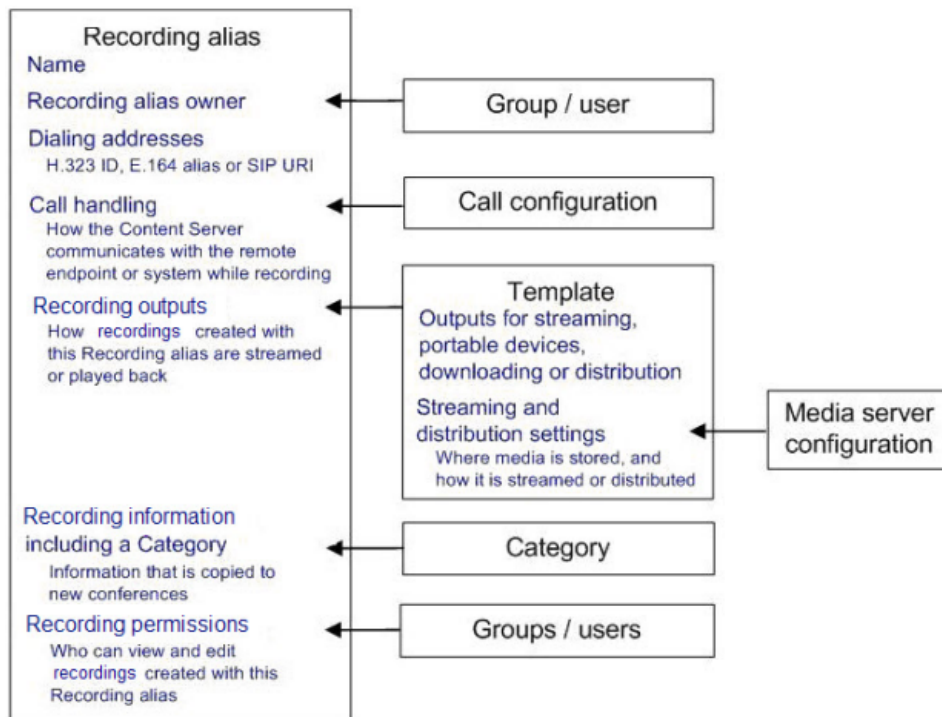 Recording alias
Name
Recording alias owner
Group / user
Dialing addresses
H.323 ID, E.164 alias or SIP URI
Call handling
Call configuration
How the Content Server
communicates with the remote
endpoint or system while recording
Recording outputs
How recordings created with
this Recording alias are streamed
or played back
Template
Outputs for streaming,
portable devices,
downloading or distribution
Streaming and
distribution settings
Where media is stored, and
how it is streamed or distributed
Media server
configuration
Recording information
including a Category
Information that is copied to
new conferences
Category
Recording permissions
Who can view and edit
recordings created with this
Recording alias
Groups / users